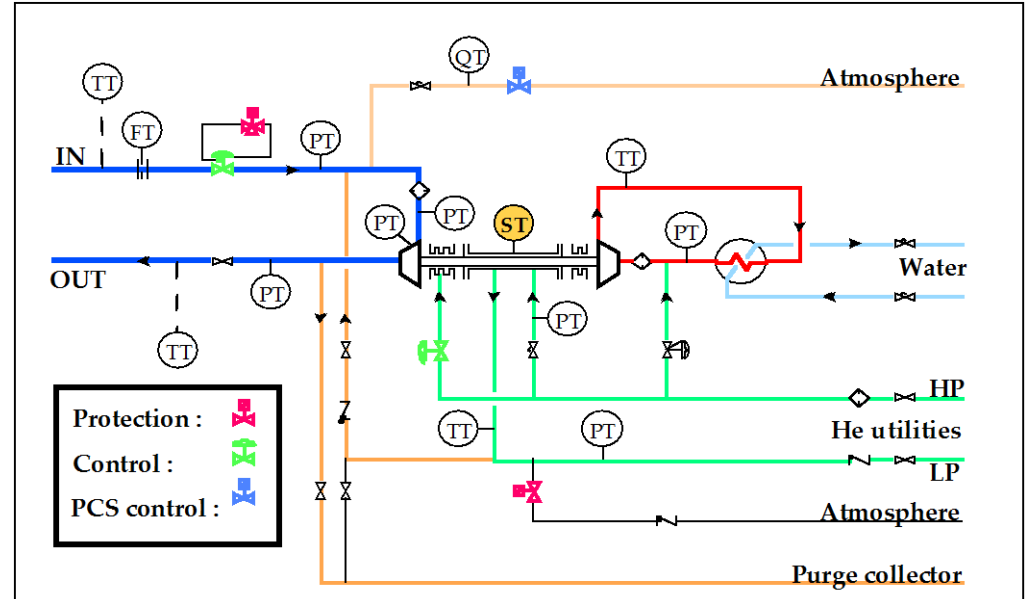 QT
Atmosphere
TT
FT
PT
TT
IN
PT
PT
ST
PT
OUT
Water
PT
PT
TT
HP
Protection :
TT
PT
He utilities
Control :
LP
PCS control :
Atmosphere
Purge collector